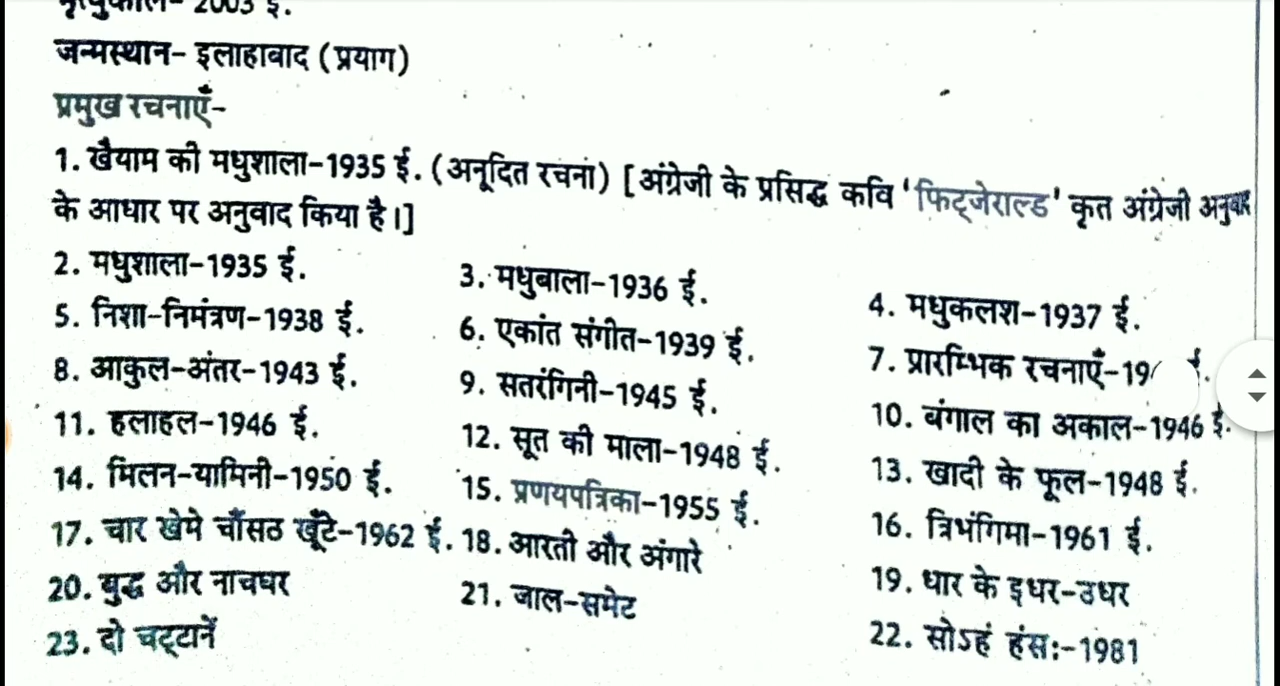 मृत्युकाल- 2003 ई.
जन्मस्थान- इलाहाबाद (प्रयाग)
प्रमुख रचनाएँ-
1. खैयाम की मधुशाला-1935 ई. (अनूदित रचना) [अंग्रेजी के प्रसिद्ध कवि 'फिट्जेराल्ड' कृत अंग्रेजी अनुवाद
के आधार पर अनुवाद किया है।]
2. मधुशाला-1935 ई. 3. मधुबाला-1936 ई. 4. मधुकलश-1937 ई.
5. निशा-निमंत्रण-1938 ई. 6. एकांत संगीत-1939 ई. 7. प्रारम्भिक रचनाएँ-19 ई.
8. आकुल-अंतर-1943 ई. 9. सतरंगिनी-1945 ई. 10. बंगाल का अकाल-1946 ई.
11. हलाहल-1946 ई. 12. सूत की माला-1948 ई. 13. खादी के फूल-1948 ई.
14. मिलन-यामिनी-1950 ई. 15. प्रणयपत्रिका-1955 ई. 16. त्रिभंगिमा-1961 ई.
17. चार खेमे चौंसठ खूँटे-1962 ई. 18. आरती और अंगारे 19. धार के इधर-उधर
20. बुद्ध और नाचघर 21. जाल-समेट 22. सोऽहं हंसः-1981
23. दो चट्टानें